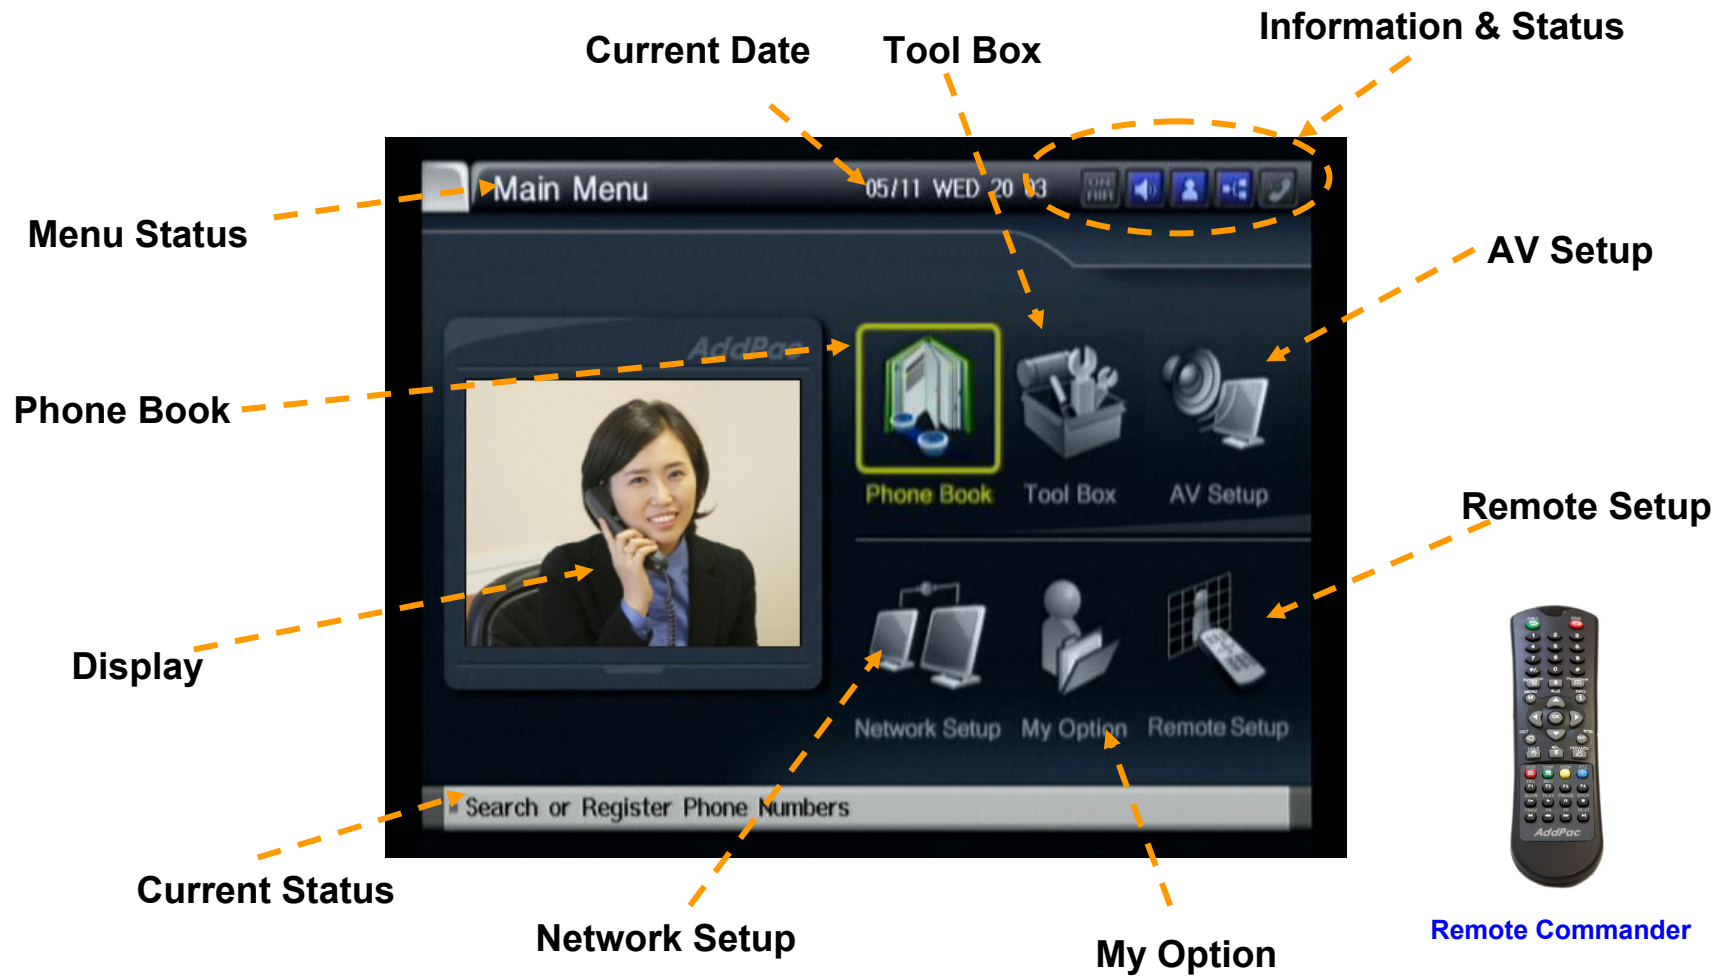 Information & Status
Current Date
Tool Box
Main Menu
05/11 WED 20 03
ON
AIR
Menu Status
AV Setup
AddPac
Phone Book
Phone Book
Tool Box
AV Setup
Remote Setup
Display
Network Setup
My Option
Remote Setup
Search or Register Phone Numbers
AddPac
Current Status
Network Setup
My Option
Remote Commander